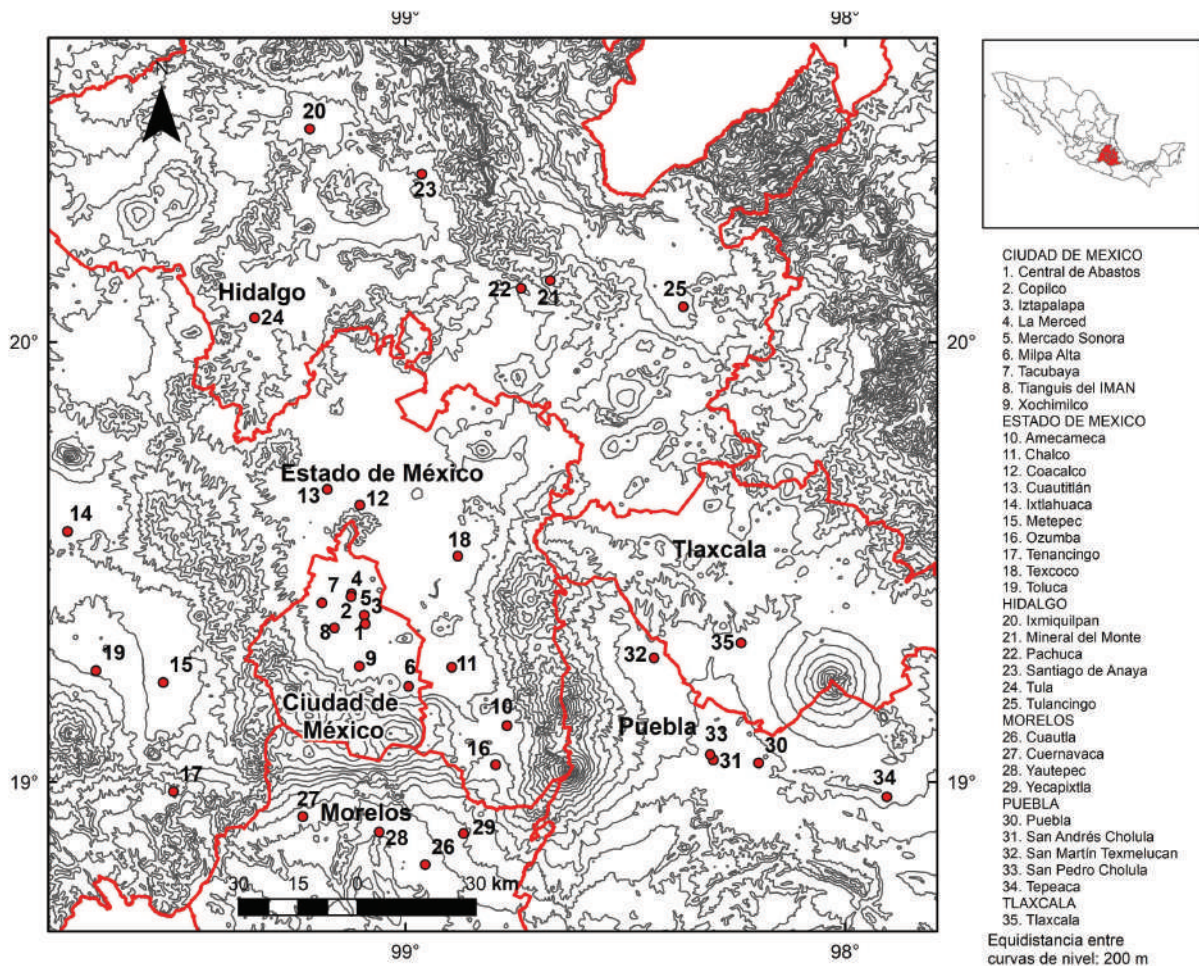 99°
98°
N
20
23
22
21
25
Hidalgo
24
20°
20°
Estado de México
13
12
14
18
Tlaxcala
7
4
5
2
3
8
1
35
32
19
15
9
6
11
Ciudad de
México
10
Puebla
33
30
31
16
19°
19°
17
34
27
Morelos
28
29
26
30
15
0
30 km
99°
98°
CIUDAD DE MEXICO
1. Central de Abastos
2. Copilco
3. Iztapalapa
4. La Merced
5. Mercado Sonora
6. Milpa Alta
7. Tacubaya
8. Tianguis del IMAN
9. Xochimilco
ESTADO DE MEXICO
10. Amecameca
11. Chalco
12. Coacalco
13. Cuautitlán
14. Ixtlahuaca
15. Metepec
16. Ozumba
17. Tenancingo
18. Texcoco
19. Toluca
HIDALGO
20. Ixmiquilpan
21. Mineral del Monte
22. Pachuca
23. Santiago de Anaya
24. Tula
25. Tulancingo
MORELOS
26. Cuautla
27. Cuernavaca
28. Yautepec
29. Yecapixtla
PUEBLA
30. Puebla
31. San Andrés Cholula
32. San Martín Texmelucan
33. San Pedro Cholula
34. Tepeaca
TLAXCALA
35. Tlaxcala
Equidistancia entre
curvas de nivel: 200 m